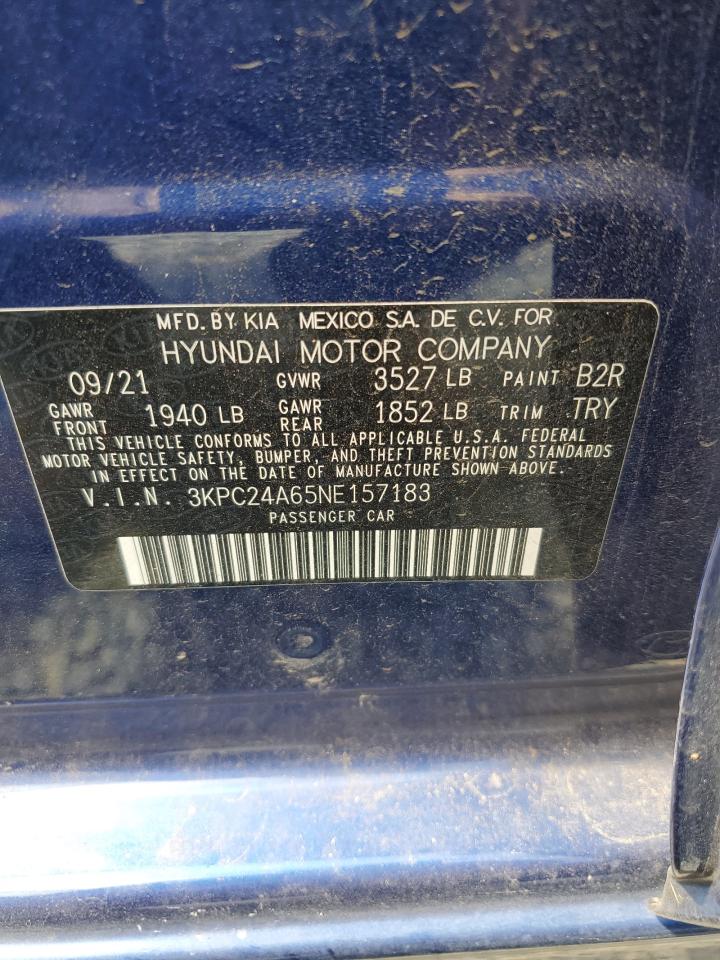 MFD. BY KIA MEXICO S.A. DE C.V. FOR
HYUNDAI MOTOR COMPANY
09/21 GVWR 3527 LB PAINT B2R
GAWR FRONT 1940 LB GAWR REAR 1852 LB TRIM TRY
THIS VEHICLE CONFORMS TO ALL APPLICABLE U.S.A. FEDERAL
MOTOR VEHICLE SAFETY, BUMPER, AND THEFT PREVENTION STANDARDS
IN EFFECT ON THE DATE OF MANUFACTURE SHOWN ABOVE.
V.I.N. 3KPC24A65NE157183
PASSENGER CAR